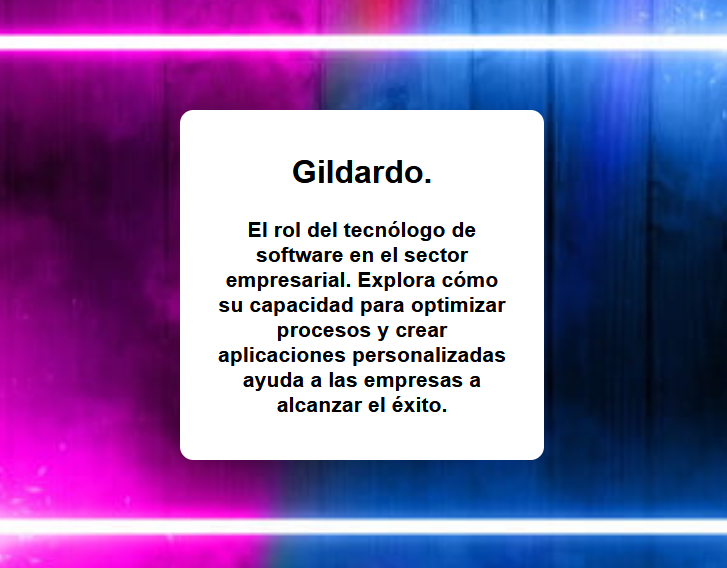 Gildardo.
El rol del tecnólogo de
software en el sector
empresarial. Explora cómo
su capacidad para optimizar
procesos y crear
aplicaciones personalizadas
ayuda a las empresas a
alcanzar el éxito.